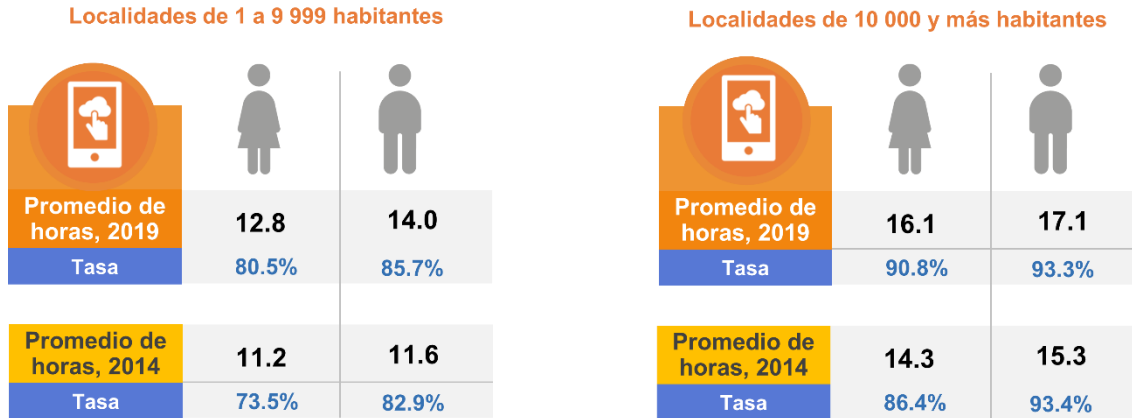 Localidades de 1 a 9 999 habitantes
Promedio de
horas, 2019
12.8
14.0
Tasa
80.5%
85.7%
Promedio de
horas, 2014
11.2
11.6
Tasa
73.5%
82.9%
Localidades de 10 000 y más habitantes
Promedio de
horas, 2019
16.1
17.1
Tasa
90.8%
93.3%
Promedio de
horas, 2014
14.3
15.3
Tasa
86.4%
93.4%